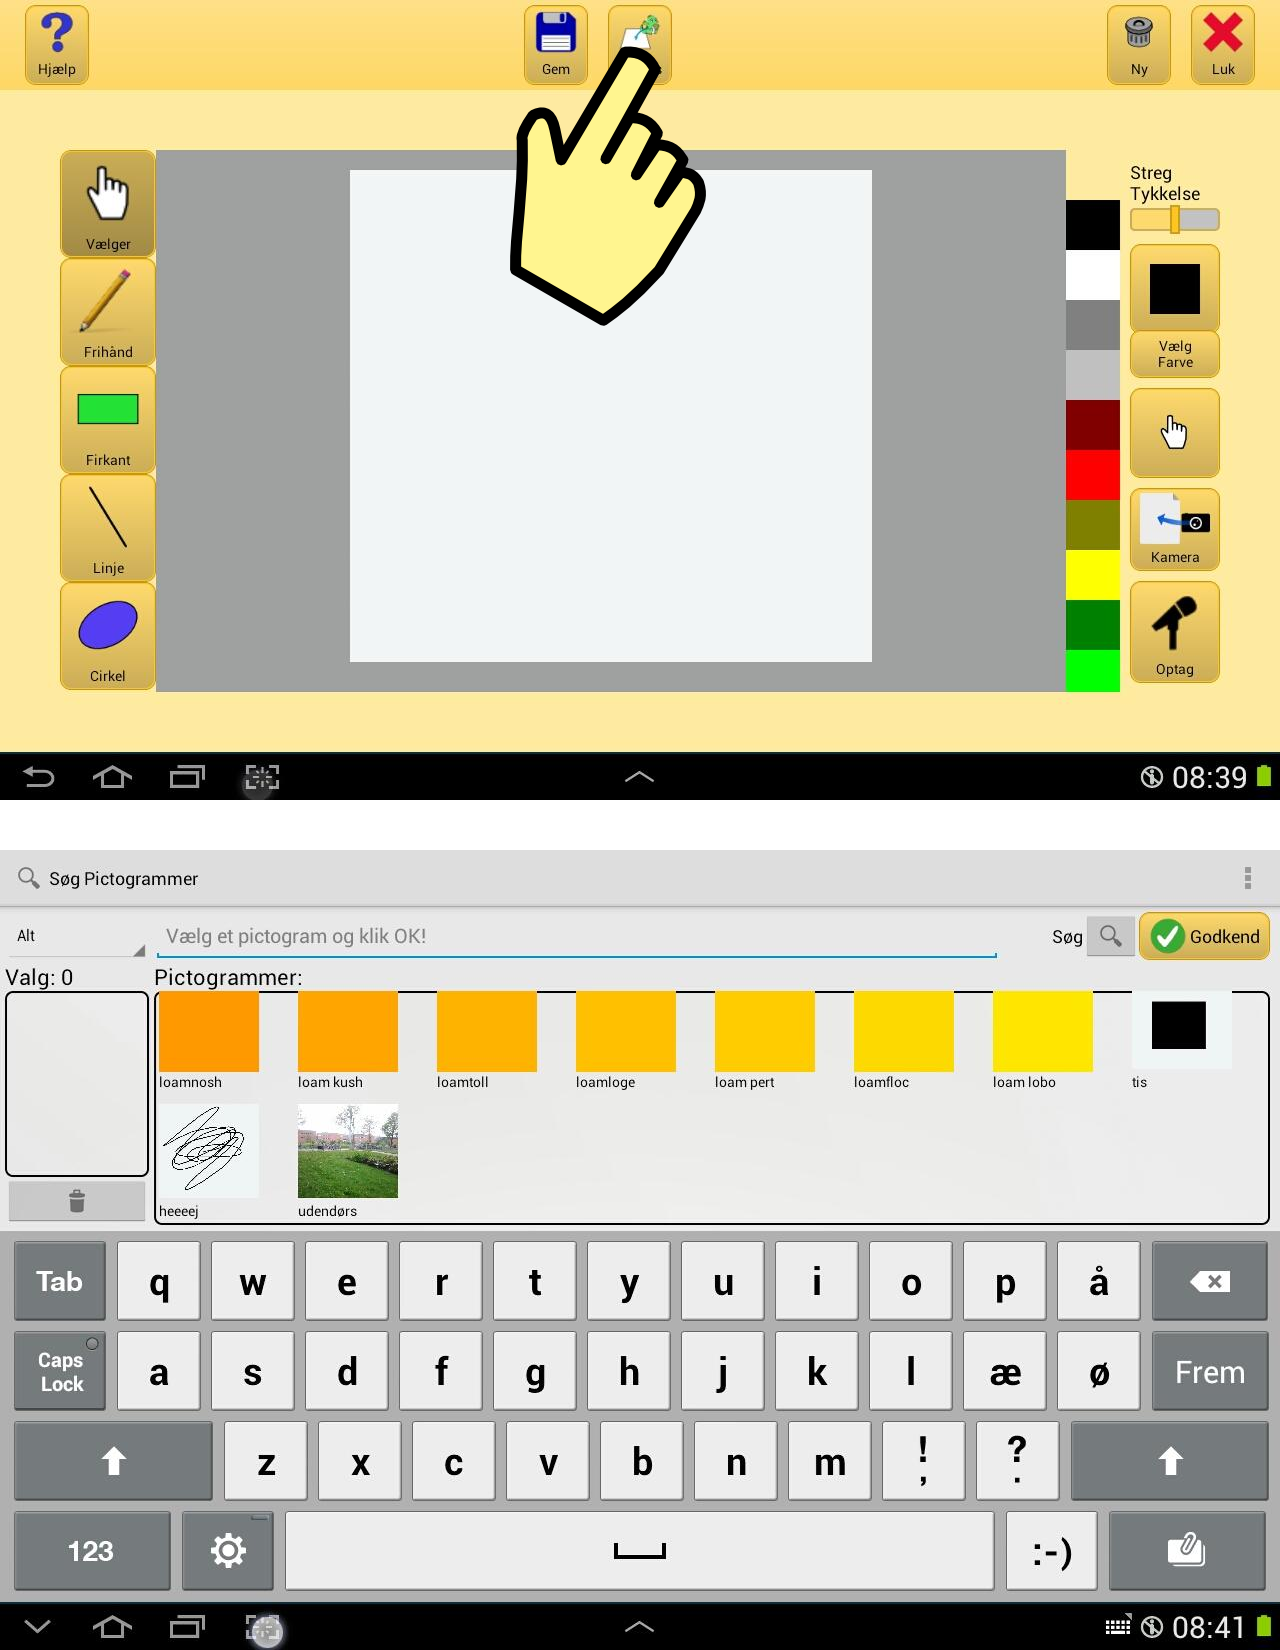 Hjælp
Gem
Ny
Luk
Vælger
Frihånd
Firkant
Linje
Cirkel
Streg
Tykkelse
Vælg
Farve
Kamera
Optag
08:39
Søg Pictogrammer
Alt
Vælg et pictogram og klik OK!
Søg
Godkend
Valg: 0
Pictogrammer:
loamnosh
loam kush
loamtoll
loamloge
loam pert
loamfloc
loam lobo
tis
heeeej
udendørs
Tab q w e r t y u i o p å
Caps
Lock
a s d f g h j k l æ ø Frem
z x c v b n m ! , ? .
123 :-)
08:41